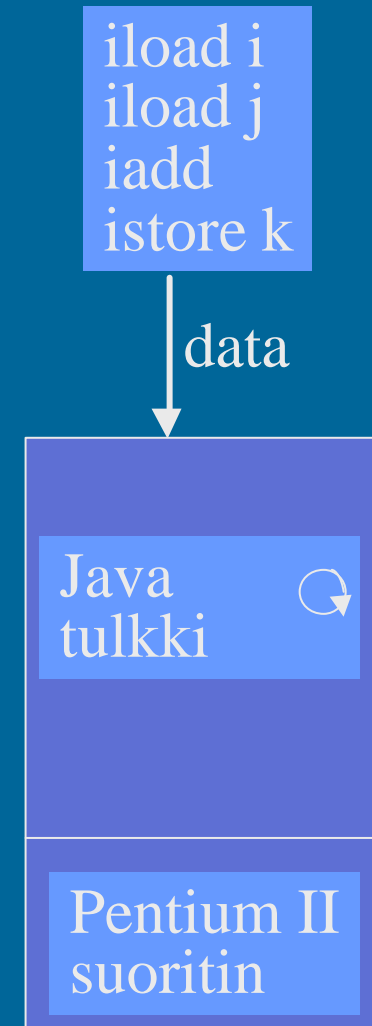 iload i
iload j
iadd
istore k
data
Java
tulkki
Pentium II
suoritin